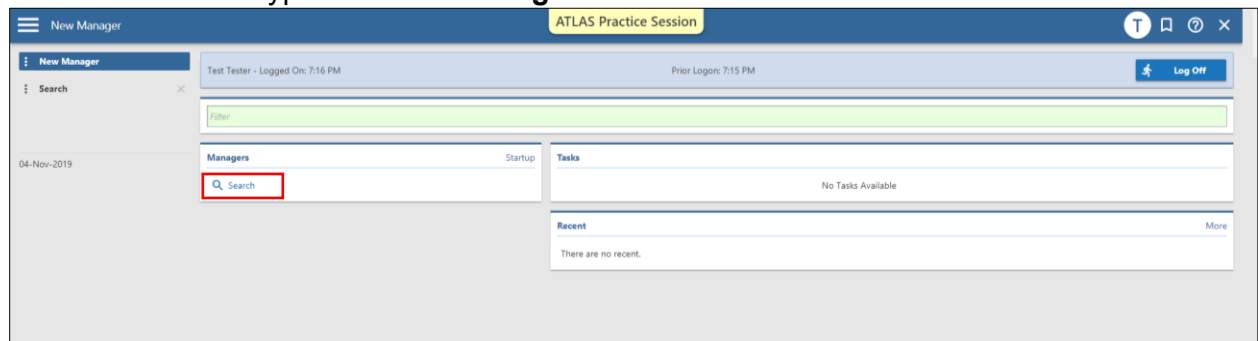 New Manager
ATLAS Practice Session
T
New Manager
Search
04-Nov-2019
Test Tester - Logged On: 7:16 PM
Prior Logon: 7:15 PM
Log Off
Filter
Managers
Startup
Search
Tasks
No Tasks Available
Recent
More
There are no recent.